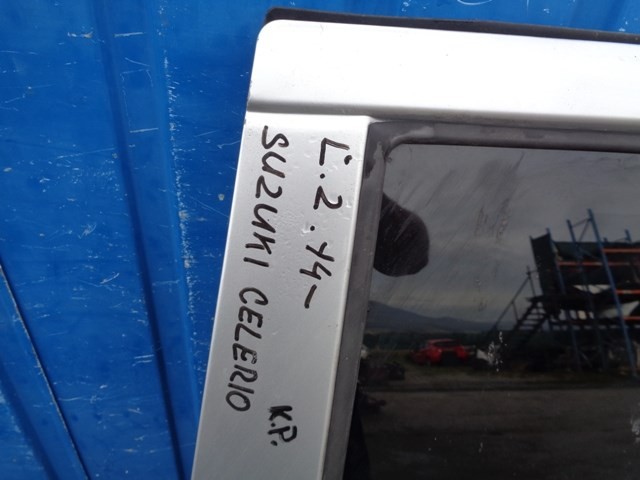 L.2.14-
SUZUKI CELERIO
K.P.